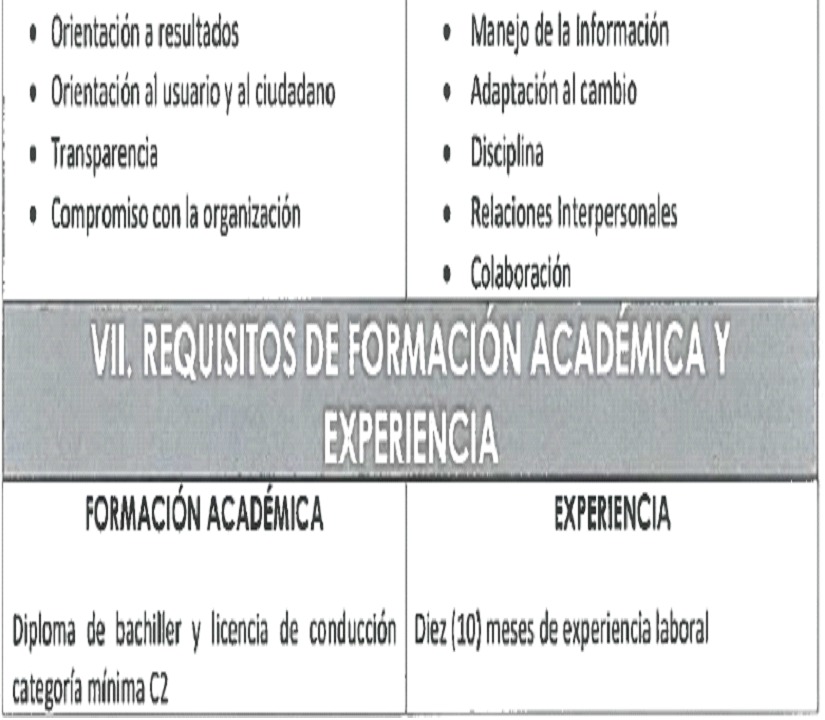 • Orientación a resultados
• Orientación al usuario y al ciudadano
• Transparencia
• Compromiso con la organización
• Manejo de la Información
• Adaptación al cambio
• Disciplina
• Relaciones Interpersonales
• Colaboración
VII. REQUISITOS DE FORMACIÓN ACADÉMICA Y
EXPERIENCIA
FORMACIÓN ACADÉMICA
Diploma de bachiller y licencia de conducción
categoría mínima C2
EXPERIENCIA
Diez (10) meses de experiencia laboral